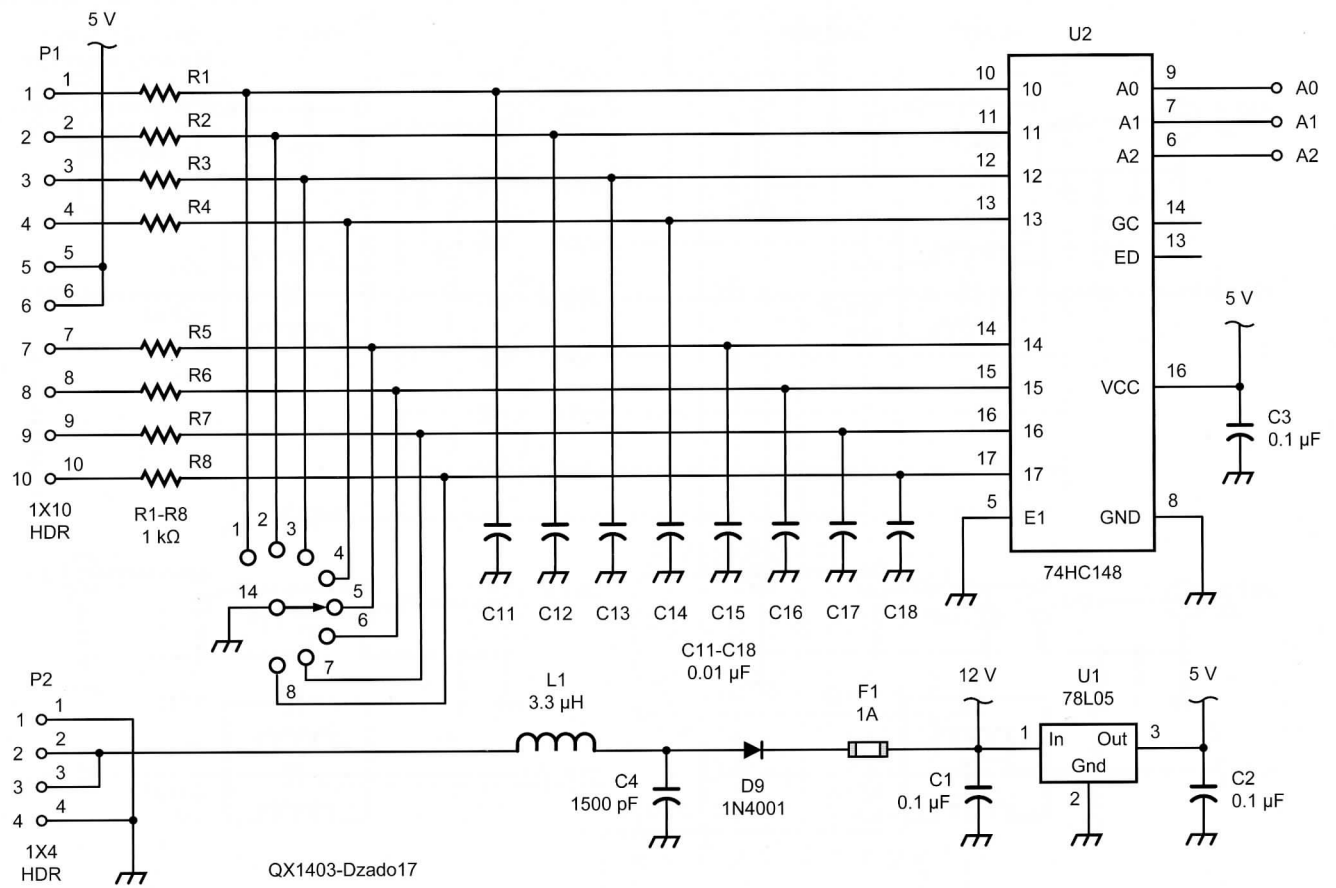 5 V
P1
1 1 R1 1
2 2 R2
3 3 R3
4 4 R4
5 5
6 6
7 7 R5
8 8 R6
9 9 R7
10 10 R8
1X10
HDR
R1-R8
1 kΩ
1 2 3 4
14 5
6
7
8
U2
10 10 A0 9 A0
11 11 A1 7 A1
12 12 A2 6 A2
13 13 GC 14
ED 13
5 V
14 14
15 15 VCC 16
C3
0.1 µF
16 16
17 17
5 E1 GND 8
74HC148
C11 C12 C13 C14 C15 C16 C17 C18
C11-C18
0.01 µF
P2
1 1
2 2
3 3
4 4
1X4
HDR
L1
3.3 µH
C4
1500 pF
D9
1N4001
F1
1A
12 V
C1
0.1 µF
U1
78L05
1 In Out 3
Gnd
2
5 V
C2
0.1 µF
QX1403-Dzado17